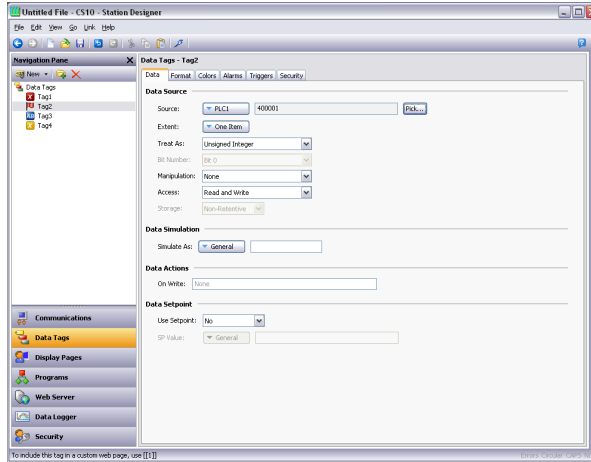 Untitled File - CS10 - Station Designer
File Edit View Go Link Help
Navigation Pane X
New
Data Tags
Tag1
Tag2
Tag3
Tag4
Communications
Data Tags
Display Pages
Programs
Web Server
Data Logger
Security
Data Tags - Tag2
Data Format Colors Alarms Triggers Security
Data Source
Source: PLC1 400001 Pick...
Extent: One Item
Treat As: Unsigned Integer
Bit Number: Bit 0
Manipulation: None
Access: Read and Write
Storage: Non-Retentive
Data Simulation
Simulate As: General
Data Actions
On Write: None
Data Setpoint
Use Setpoint: No
SP Value: General
To include this tag in a custom web page, use [[1]]
Errors Circular CAPS